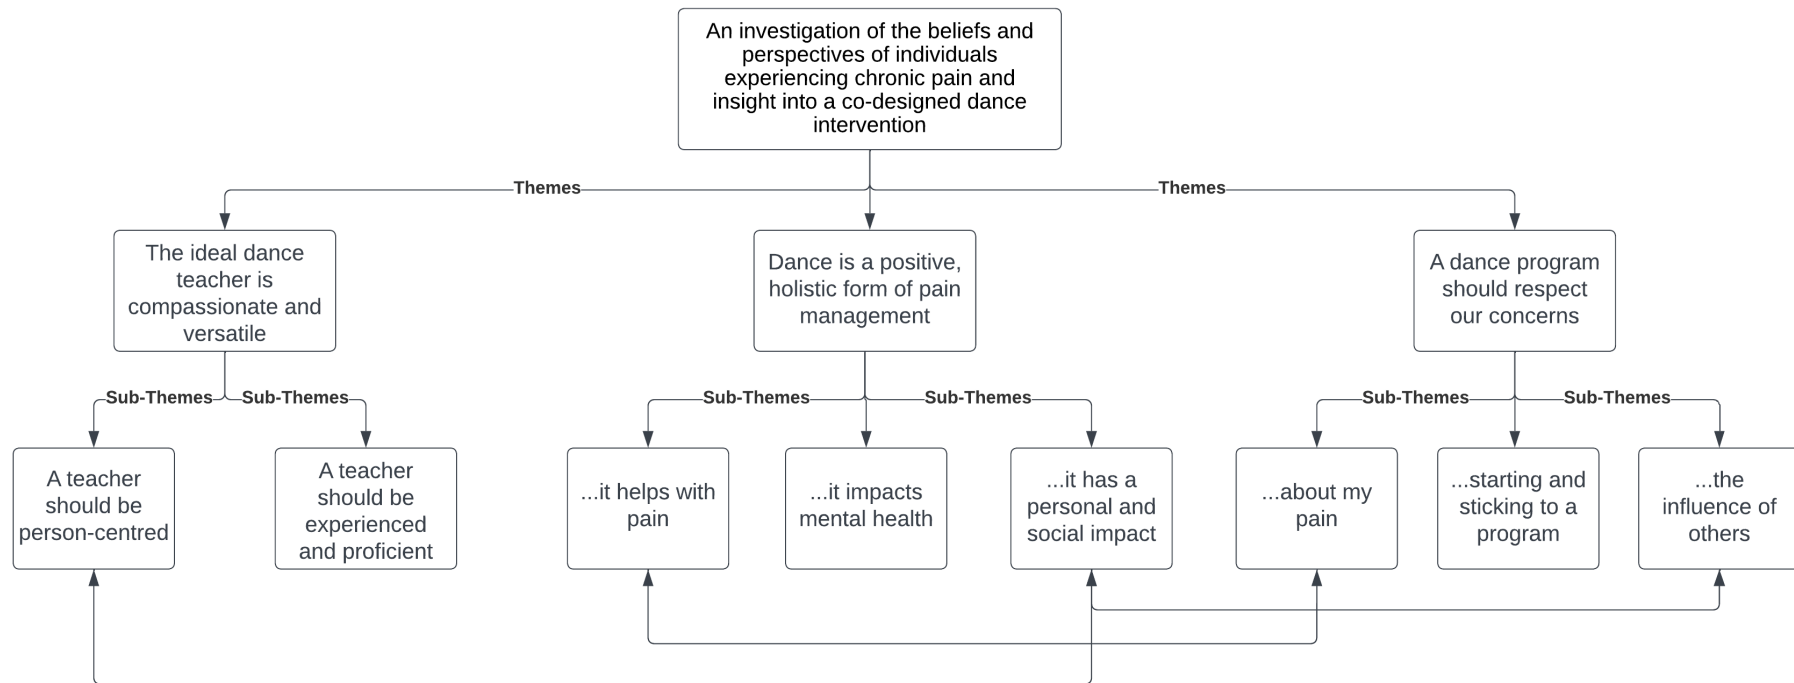 An investigation of the beliefs and
perspectives of individuals
experiencing chronic pain and
insight into a co-designed dance
intervention
Themes
Themes
The ideal dance
teacher is
compassionate and
versatile
Dance is a positive,
holistic form of pain
management
A dance program
should respect
our concerns
Sub-Themes
Sub-Themes
Sub-Themes
Sub-Themes
Sub-Themes
Sub-Themes
A teacher
should be
person-centred
A teacher
should be
experienced
and proficient
...it helps with
pain
...it impacts
mental health
...it has a
personal and
social impact
...about my
pain
...starting and
sticking to a
program
...the
influence of
others